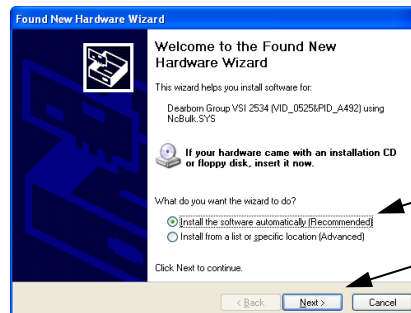 Found New Hardware Wizard
Welcome to the Found New
Hardware Wizard
This wizard helps you install software for:
Dearborn Group VSI 2534 (VID_0525&PID_A492) using
NcBulk.SYS
If your hardware came with an installation CD
or floppy disk, insert it now.
What do you want the wizard to do?
Install the software automatically (Recommended)
Install from a list or specific location (Advanced)
Click Next to continue.
< Back Next > Cancel